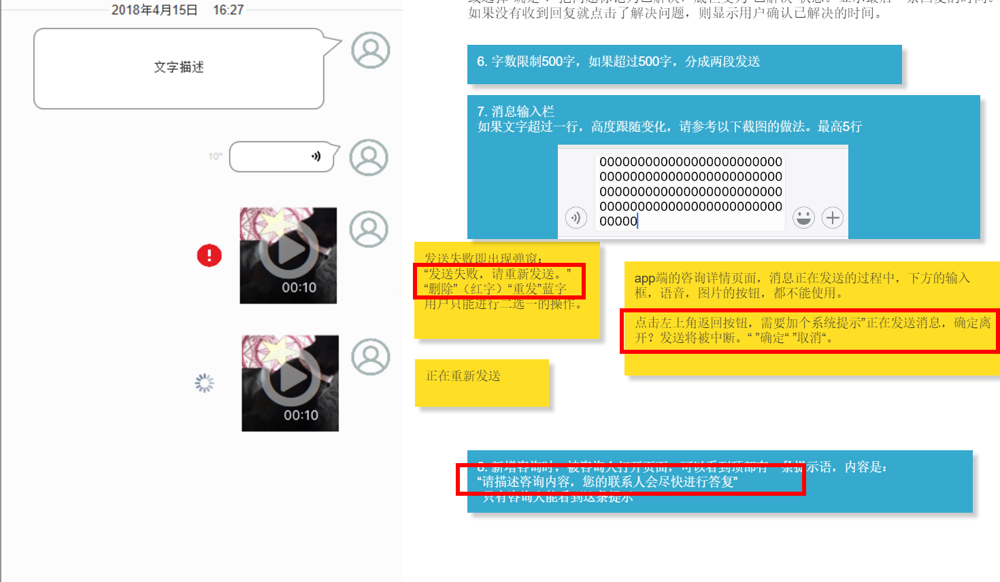 2018年4月15日 16:27
文字描述
10"
00:10
00:10
如果没有收到回复就点击了解决问题，则显示用户确认已解决的时间。
6. 字数限制500字，如果超过500字，分成两段发送
7. 消息输入栏
如果文字超过一行，高度跟随变化，请参考以下截图的做法。最高5行
000000000000000000000000
000000000000000000000000
000000000000000000000000
000000000000000000000000
00000
发送失败即出现弹窗：
“发送失败，请重新发送。”
“删除”（红字）“重发”蓝字
用户只能进行二选一的操作。
app端的咨询详情页面，消息正在发送的过程中，下方的输入
框，语音，图片的按钮，都不能使用。
点击左上角返回按钮，需要加个系统提示”正在发送消息，确定离
开？发送将被中断。“ ”确定“ ”取消“。
正在重新发送
8. 新增咨询时，被咨询人打开页面，可以看到顶部有一条提示语，内容是：
“请描述咨询内容，您的联系人会尽快进行答复”
只有咨询人能看到这条提示